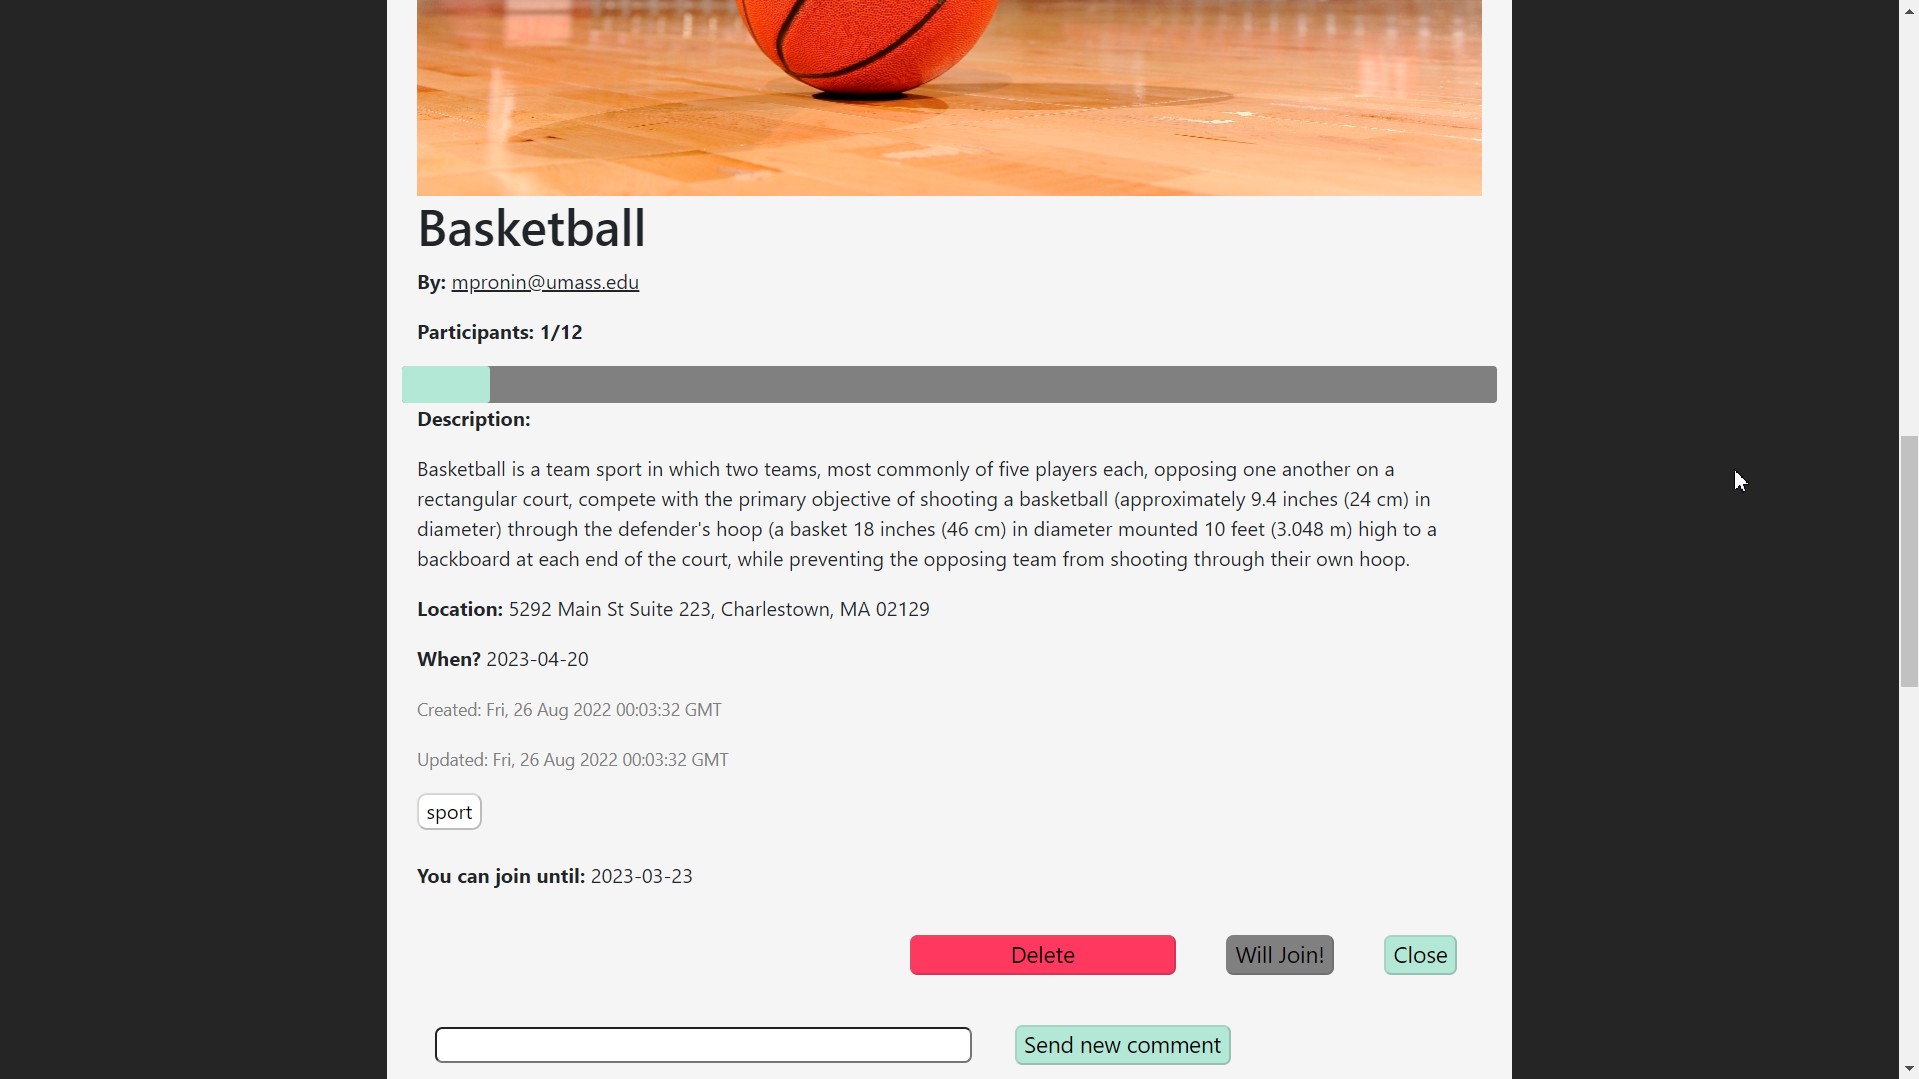 Basketball
By: mpronin@umass.edu
Participants: 1/12
Description:
Basketball is a team sport in which two teams, most commonly of five players each, opposing one another on a
rectangular court, compete with the primary objective of shooting a basketball (approximately 9.4 inches (24 cm) in
diameter) through the defender's hoop (a basket 18 inches (46 cm) in diameter mounted 10 feet (3.048 m) high to a
backboard at each end of the court, while preventing the opposing team from shooting through their own hoop.
Location: 5292 Main St Suite 223, Charlestown, MA 02129
When? 2023-04-20
Created: Fri, 26 Aug 2022 00:03:32 GMT
Updated: Fri, 26 Aug 2022 00:03:32 GMT
sport
You can join until: 2023-03-23
Delete Will Join! Close
Send new comment